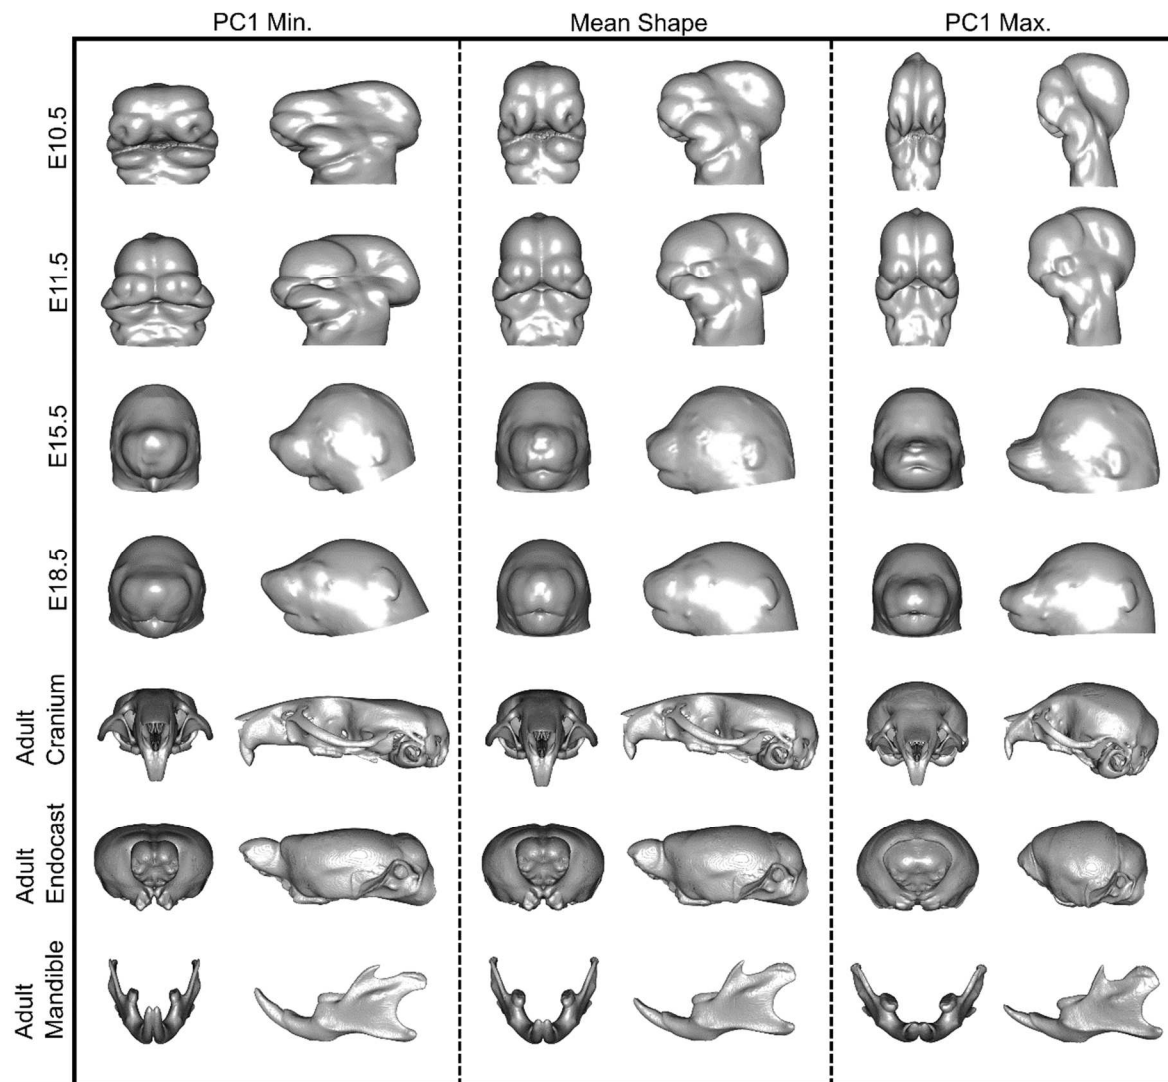 PC1 Min.
Mean Shape
PC1 Max.
E10.5
E11.5
E15.5
E18.5
Adult
Cranium
Adult
Endocast
Adult
Mandible